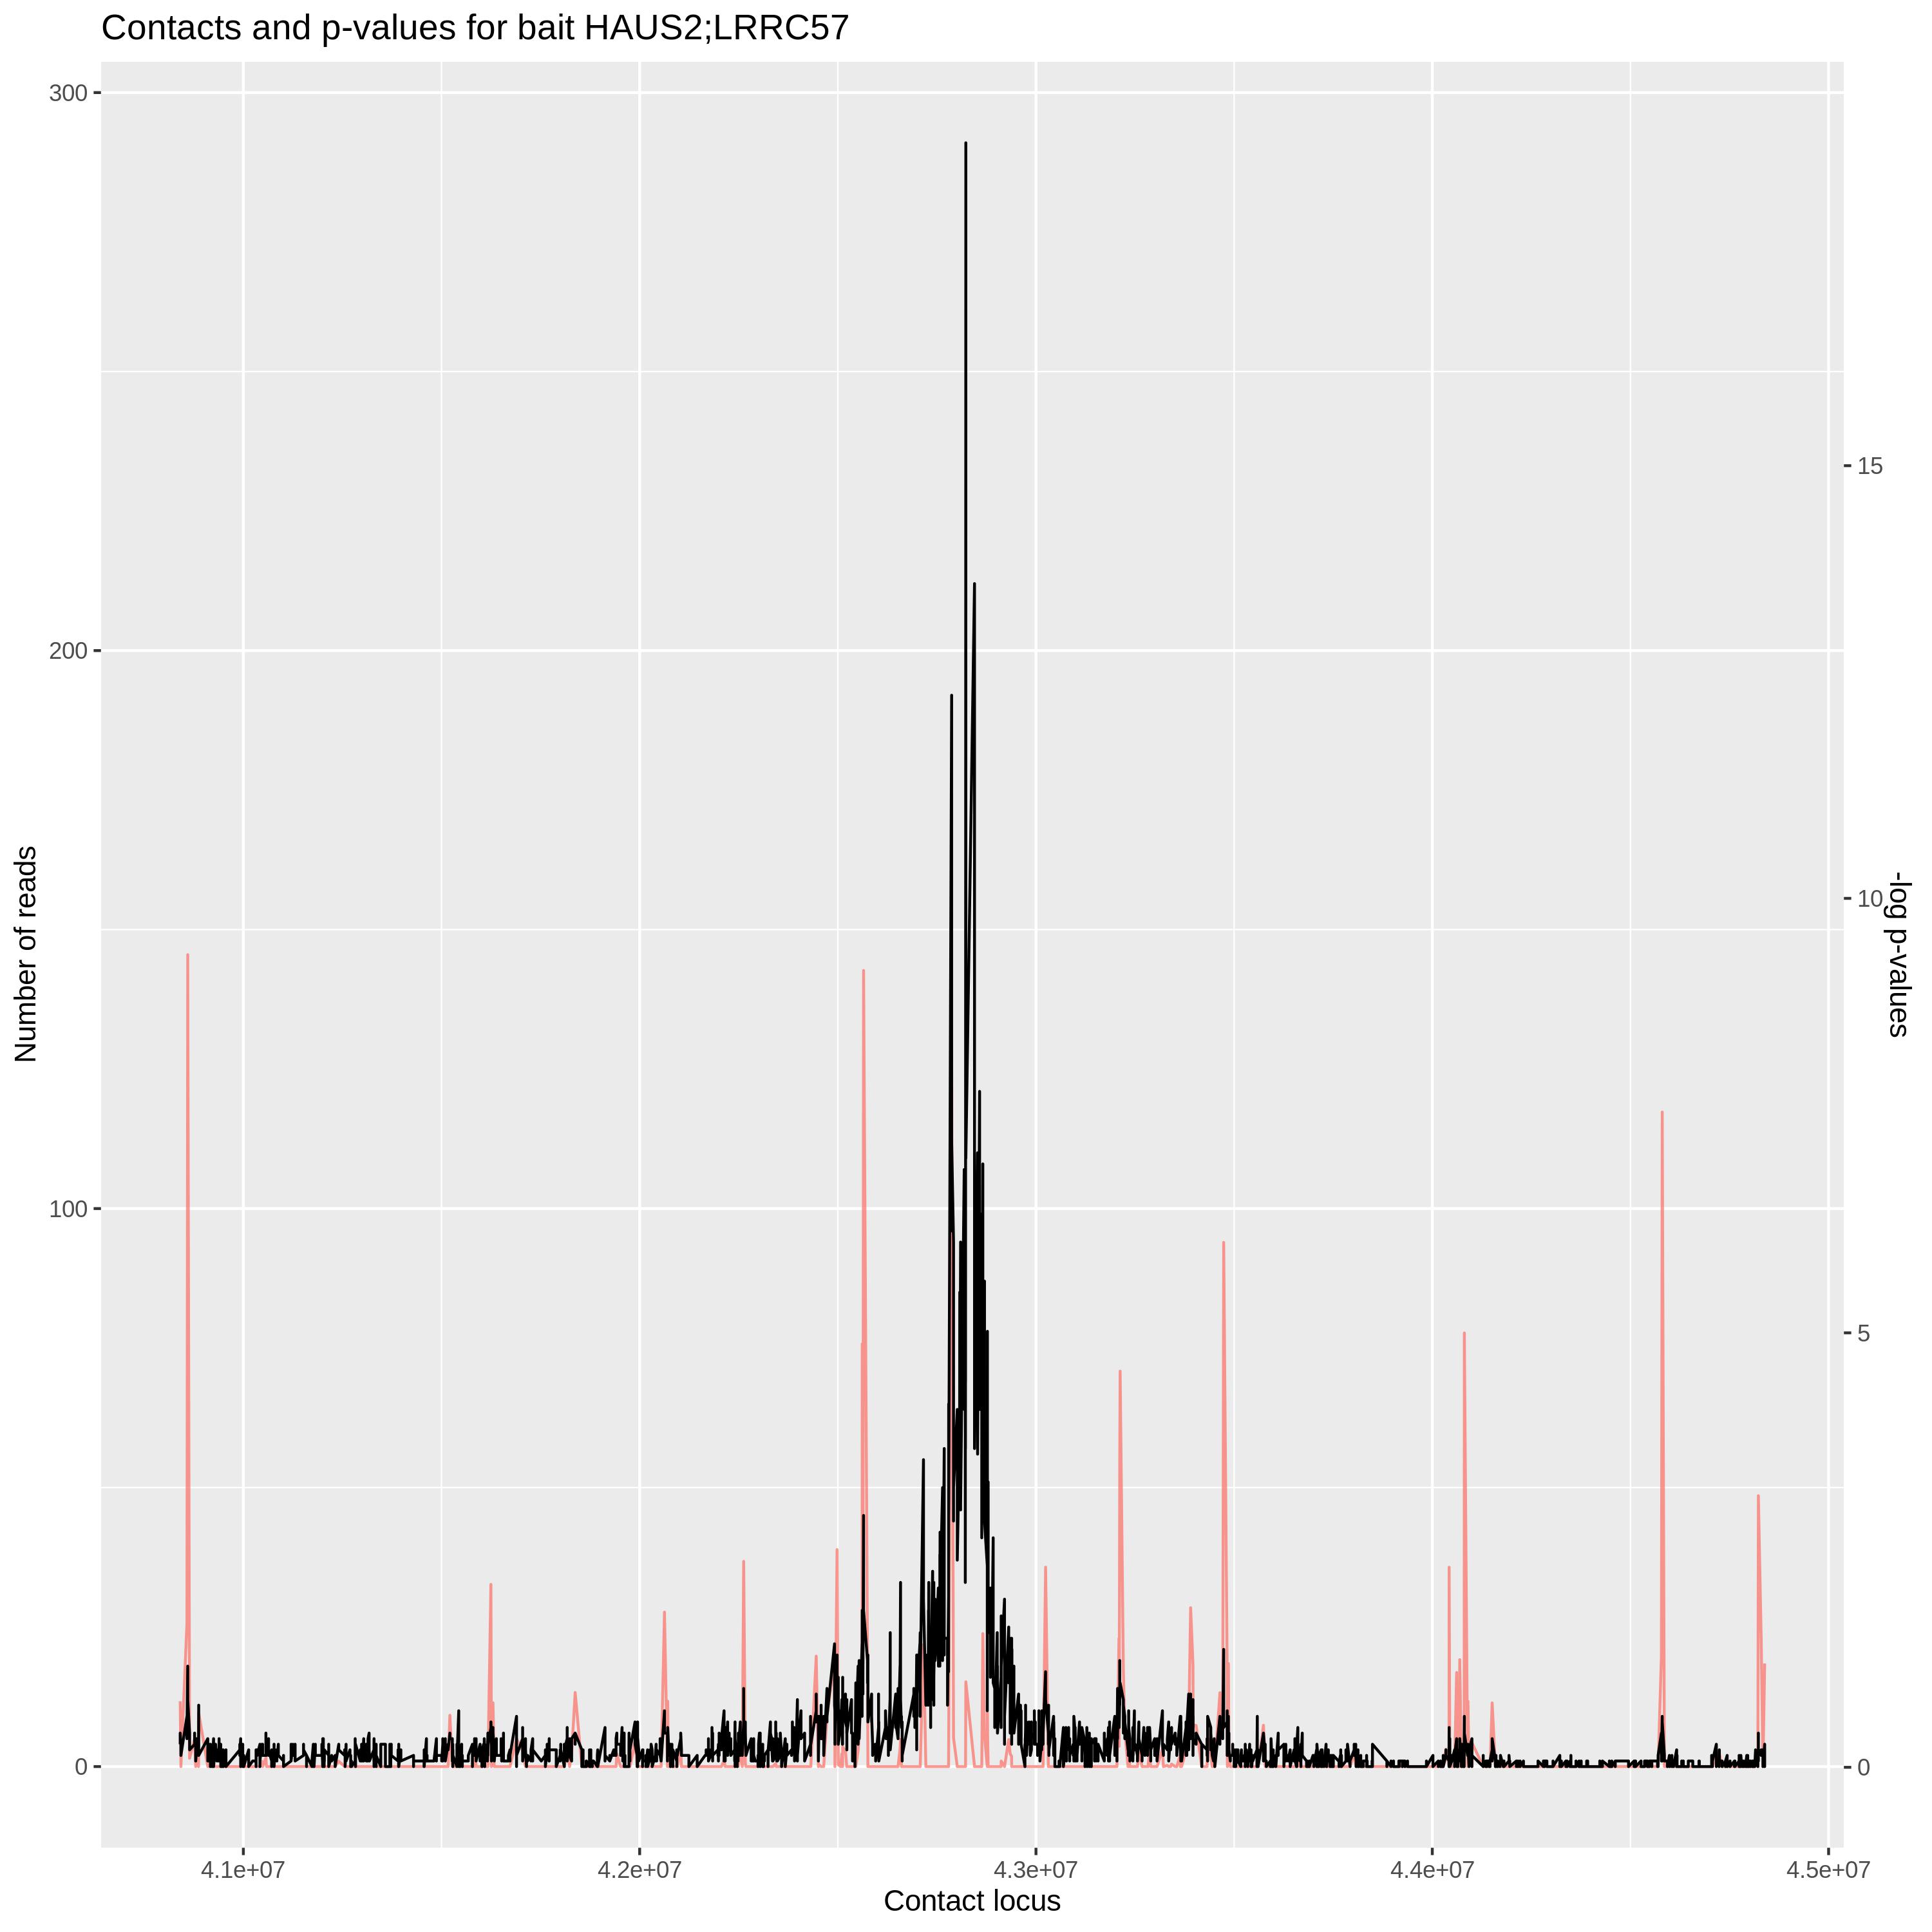 Contacts and p-values for bait HAUS2;LRRC57
300
200
100
0
Number of reads
15
10
5
0
-log p-values
4.1e+07
4.2e+07
4.3e+07
4.4e+07
4.5e+07
Contact locus